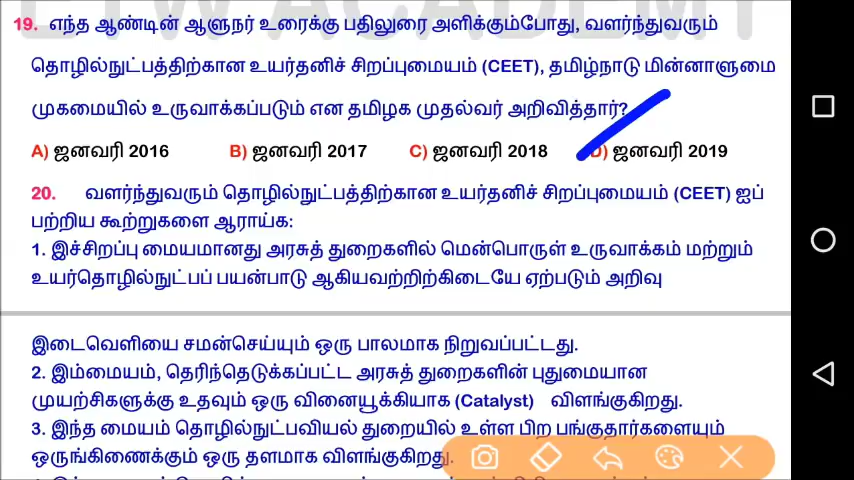 19. எந்த ஆண்டின் ஆளுநர் உரைக்கு பதிலுரை அளிக்கும்போது, வளர்ந்துவரும்
தொழில்நுட்பத்திற்கான உயர்தனிச் சிறப்புமையம் (CEET), தமிழ்நாடு மின்னாளுமை
முகமையில் உருவாக்கப்படும் என தமிழக முதல்வர் அறிவித்தார்?
A) ஜனவரி 2016 B) ஜனவரி 2017 C) ஜனவரி 2018 D) ஜனவரி 2019
20. வளர்ந்துவரும் தொழில்நுட்பத்திற்கான உயர்தனிச் சிறப்புமையம் (CEET) ஐப்
பற்றிய கூற்றுகளை ஆராய்க:
1. இச்சிறப்பு மையமானது அரசுத் துறைகளில் மென்பொருள் உருவாக்கம் மற்றும்
உயர்தொழில்நுட்பப் பயன்பாடு ஆகியவற்றிற்கிடையே ஏற்படும் அறிவு
இடைவெளியை சமன்செய்யும் ஒரு பாலமாக நிறுவப்பட்டது.
2. இம்மையம், தெரிந்தெடுக்கப்பட்ட அரசுத் துறைகளின் புதுமையான
முயற்சிகளுக்கு உதவும் ஒரு வினையூக்கியாக (Catalyst) விளங்குகிறது.
3. இந்த மையம் தொழில்நுட்பவியல் துறையில் உள்ள பிற பங்குதார்களையும்
ஒருங்கிணைக்கும் ஒரு தளமாக விளங்குகிறது.